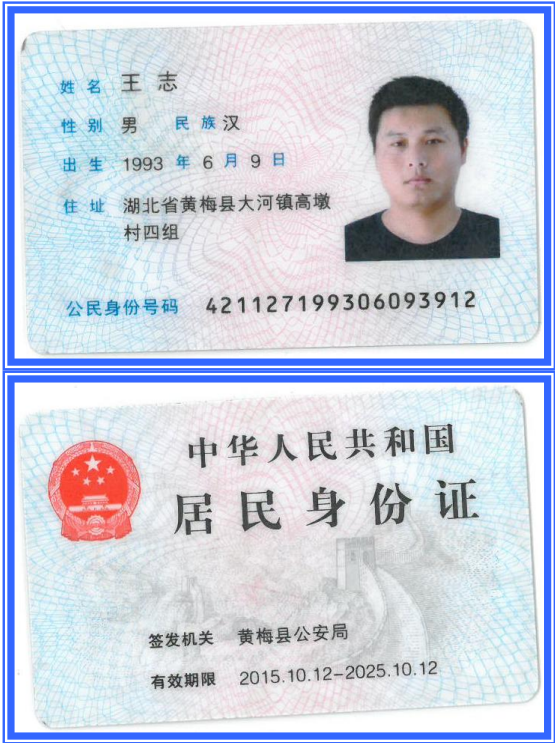 姓名 王志
性别 男 民族 汉
出生 1993 年 6 月 9 日
住址 湖北省黄梅县大河镇高墩
村四组
公民身份号码 421127199306093912
中华人民共和国
居民身份证
签发机关 黄梅县公安局
有效期限 2015.10.12-2025.10.12